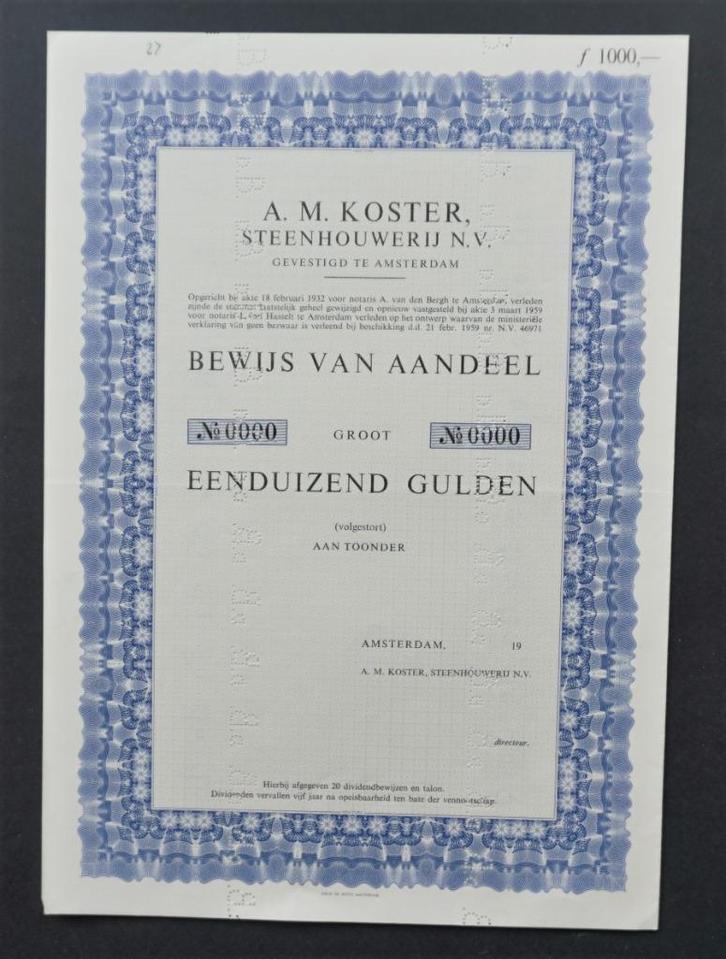 27
ƒ 1000,—
A. M. KOSTER,
STEENHOUWERIJ N.V.
GEVESTIGD TE AMSTERDAM
Opgericht bij akte 18 februari 1932 voor notaris A. van den Bergh te Amsterdam, verleden
zijnde de statuten laatstelijk geheel gewijzigd en opnieuw vastgesteld bij akte 3 maart 1959
voor notaris J. van Hasselt te Amsterdam verleden op het ontwerp waarvan de ministeriële
verklaring van geen bezwaar is verleend bij beschikking d.d. 21 febr. 1959 nr. N.V. 46971
BEWIJS VAN AANDEEL
№ 0000 GROOT № 0000
EENDUIZEND GULDEN
(volgestort)
AAN TOONDER
AMSTERDAM, 19
A. M. KOSTER, STEENHOUWERIJ N.V.
directeur.
Hierbij afgegeven 20 dividendbewijzen en talon.
Dividenden vervallen vijf jaar na opeisbaarheid ten bate der vennootschap.